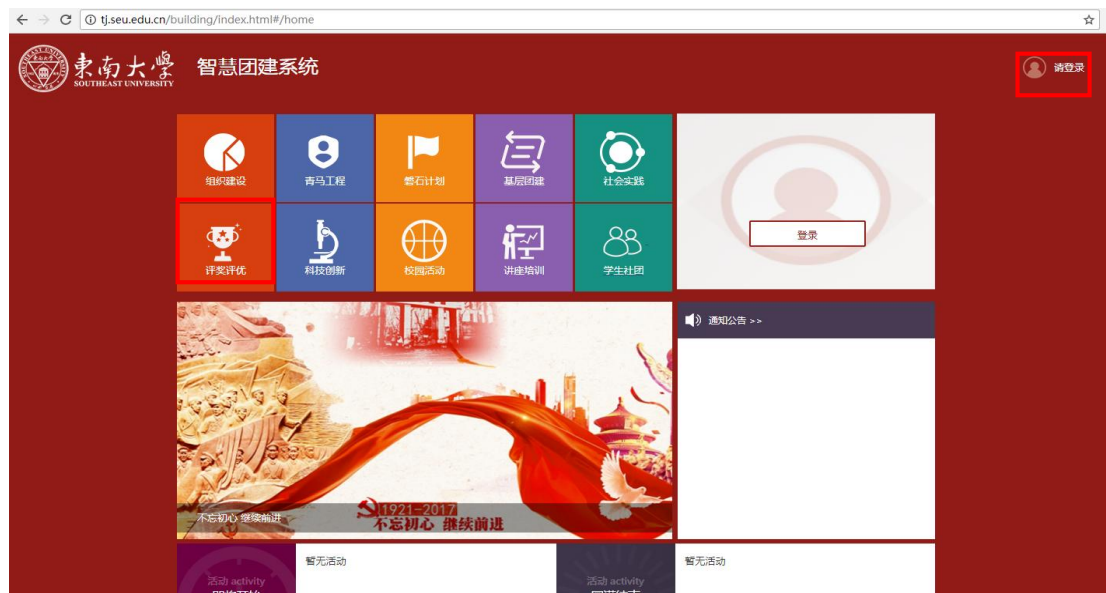 tj.seu.edu.cn/building/index.html#/home
東南大學
SOUTHEAST UNIVERSITY
智慧团建系统
请登录
组织建设
青马工程
磐石计划
基层团建
社会实践
登录
评奖评优
科技创新
校园活动
讲座培训
学生社团
通知公告 >>
1921-2017
不忘初心 继续前进
不忘初心 继续前进
暂无活动
暂无活动
活动 activity
活动 activity